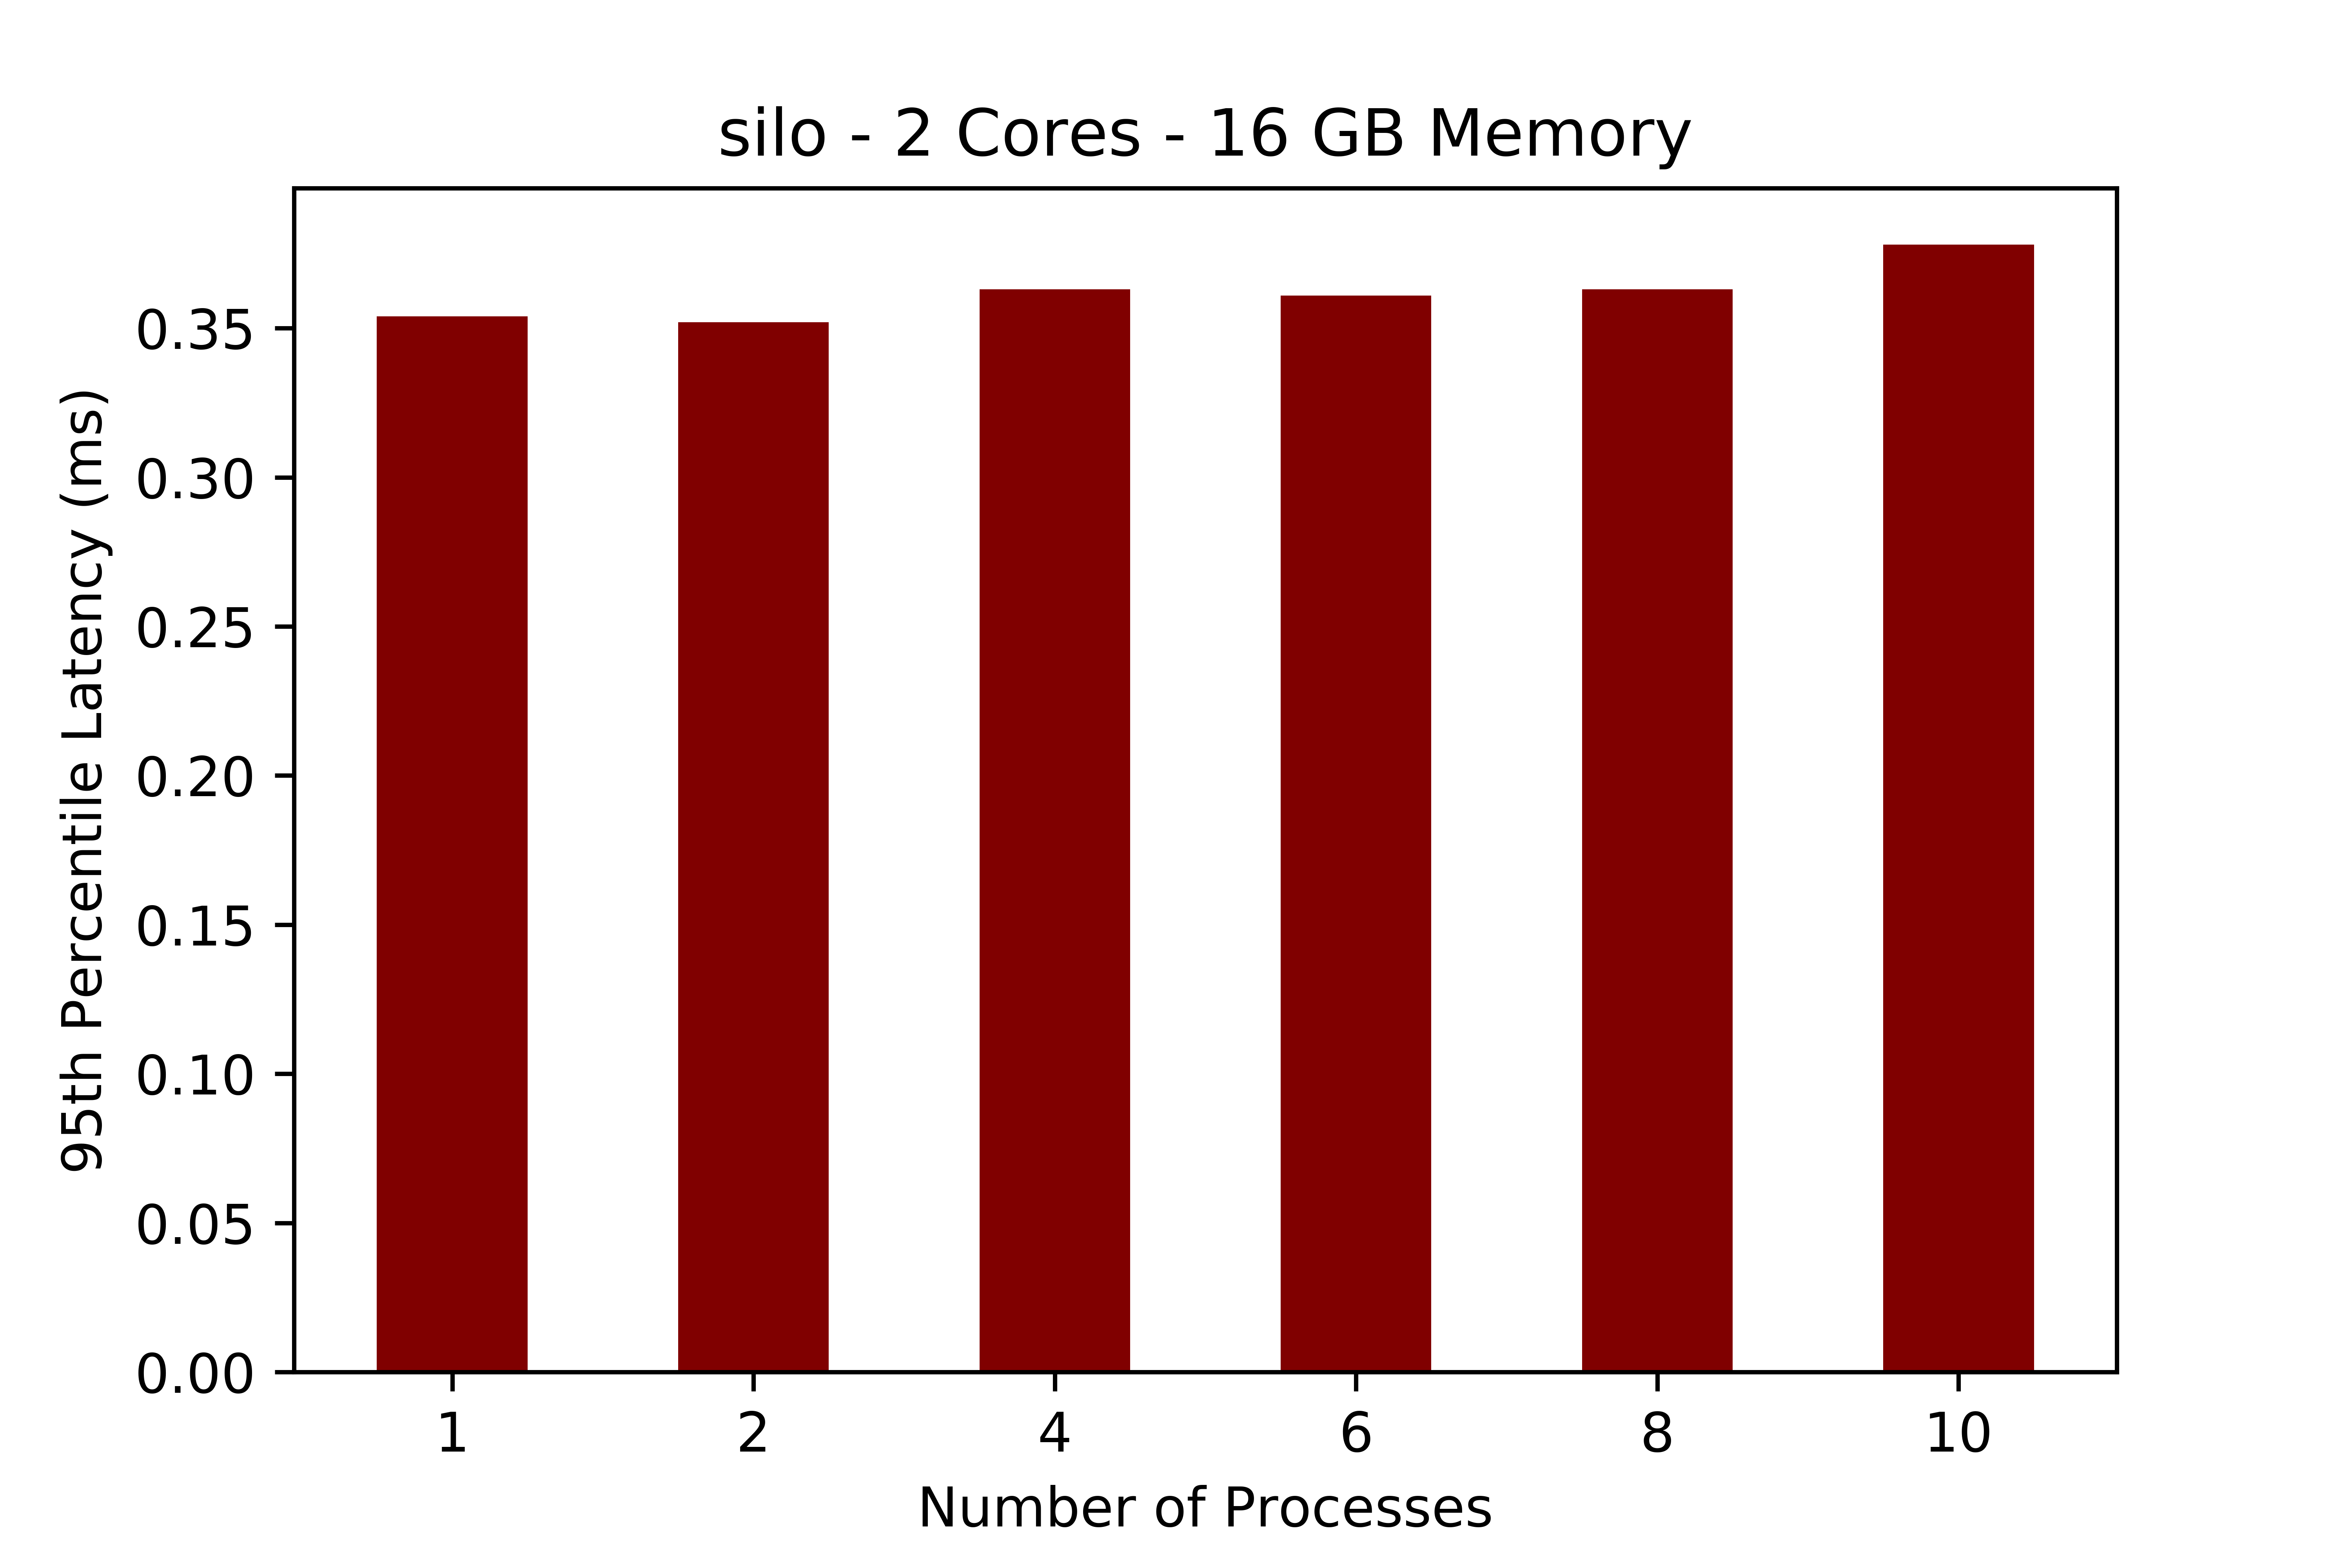 silo - 2 Cores - 16 GB Memory
95th Percentile Latency (ms)
0.35
0.30
0.25
0.20
0.15
0.10
0.05
0.00
1 2 4 6 8 10
Number of Processes